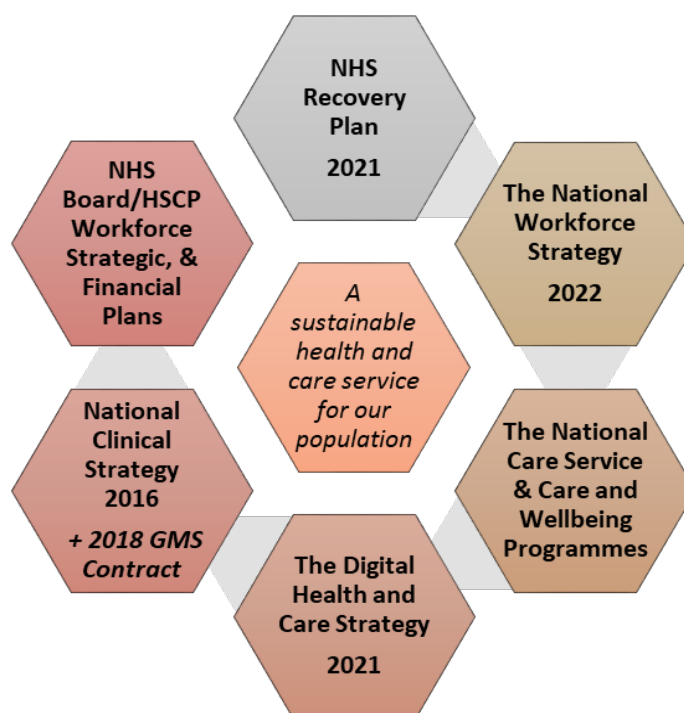 NHS
Recovery
Plan
2021
The National
Workforce
Strategy
2022
The National
Care Service
& Care and
Wellbeing
Programmes
The Digital
Health and
Care Strategy
2021
National
Clinical
Strategy
2016
+ 2018 GMS
Contract
NHS
Board/HSCP
Workforce
Strategic, &
Financial
Plans
A
sustainable
health and
care service
for our
population